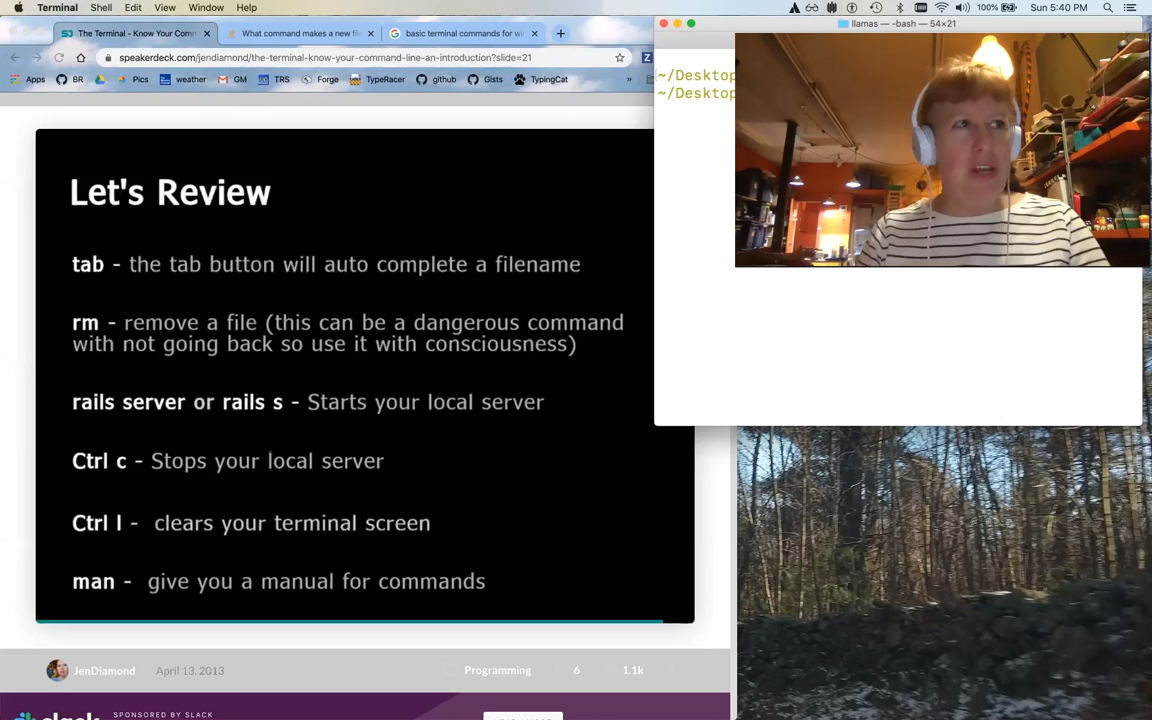 Terminal Shell Edit View Window Help
100% Sun 5:40 PM
The Terminal - Know Your Comm
What command makes a new fil
basic terminal commands for wi
speakerdeck.com/jendiamond/the-terminal-know-your-command-line-an-introduction?slide=21
Apps BR Pics weather GM TRS Forge TypeRacer github Gists TypingCat »
llamas — -bash — 54×21
~/Desktop
~/Desktop
Let's Review
tab - the tab button will auto complete a filename
rm - remove a file (this can be a dangerous command
with not going back so use it with consciousness)
rails server or rails s - Starts your local server
Ctrl c - Stops your local server
Ctrl l - clears your terminal screen
man - give you a manual for commands
JenDiamond April 13, 2013 Programming 6 1.1k
slack
SPONSORED BY SLACK